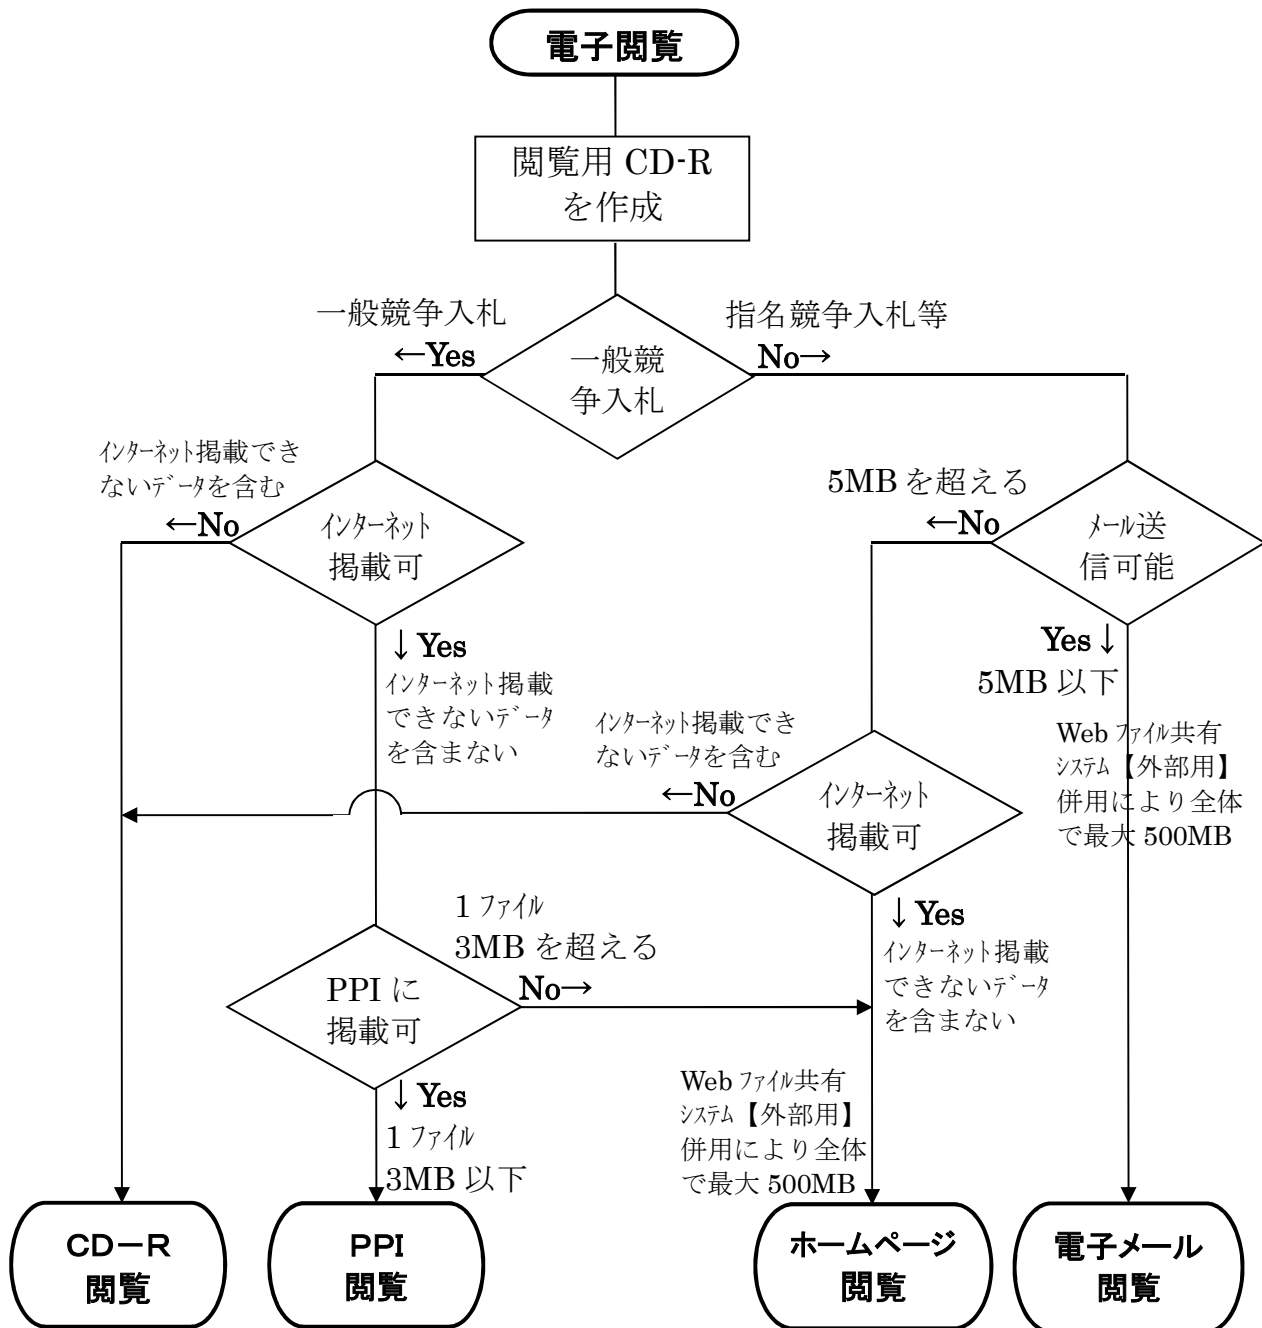 電子閲覧
閲覧用 CD-R
を作成
一般競争入札
←Yes
指名競争入札等
No→
一般競
争入札
インターネット掲載でき
ないデータを含む
←No
インターネット
掲載可
5MB を超える
←No
メール送
信可能
↓ Yes
インターネット掲載
できないデータ
を含まない
Yes ↓
5MB 以下
インターネット掲載でき
ないデータを含む
←No
インターネット
掲載可
Web ファイル共有
システム【外部用】
併用により全体
で最大 500MB
1 ファイル
3MB を超える
No→
PPI に
掲載可
↓ Yes
インターネット掲載
できないデータ
を含まない
↓ Yes
1 ファイル
3MB 以下
Web ファイル共有
システム【外部用】
併用により全体
で最大 500MB
CD－R
閲覧
PPI
閲覧
ホームページ
閲覧
電子メール
閲覧